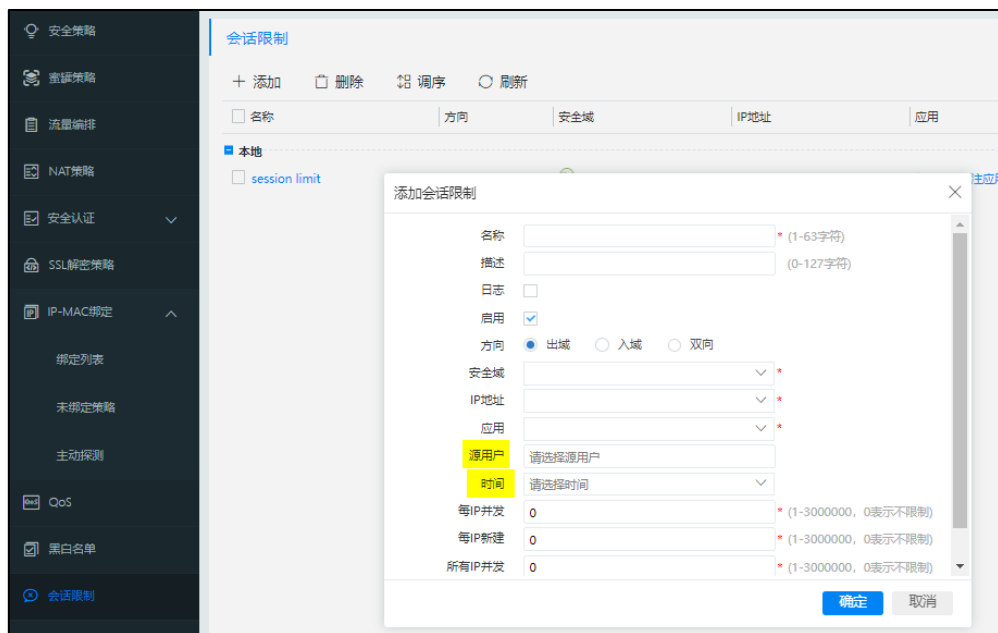 安全策略
蜜罐策略
流量编排
NAT策略
安全认证
SSL解密策略
IP-MAC绑定
绑定列表
未绑定策略
主动探测
QoS
黑白名单
会话限制
会话限制
添加 删除 调序 刷新
名称 方向 安全域 IP地址 应用
本地
session limit
注应用
添加会话限制
名称 * (1-63字符)
描述 (0-127字符)
日志
启用
方向 出域 入域 双向
安全域 *
IP地址 *
应用 *
源用户 请选择源用户
时间 请选择时间
每IP并发 0 * (1-3000000, 0表示不限制)
每IP新建 0 * (1-3000000, 0表示不限制)
所有IP并发 0 * (1-3000000, 0表示不限制)
确定 取消